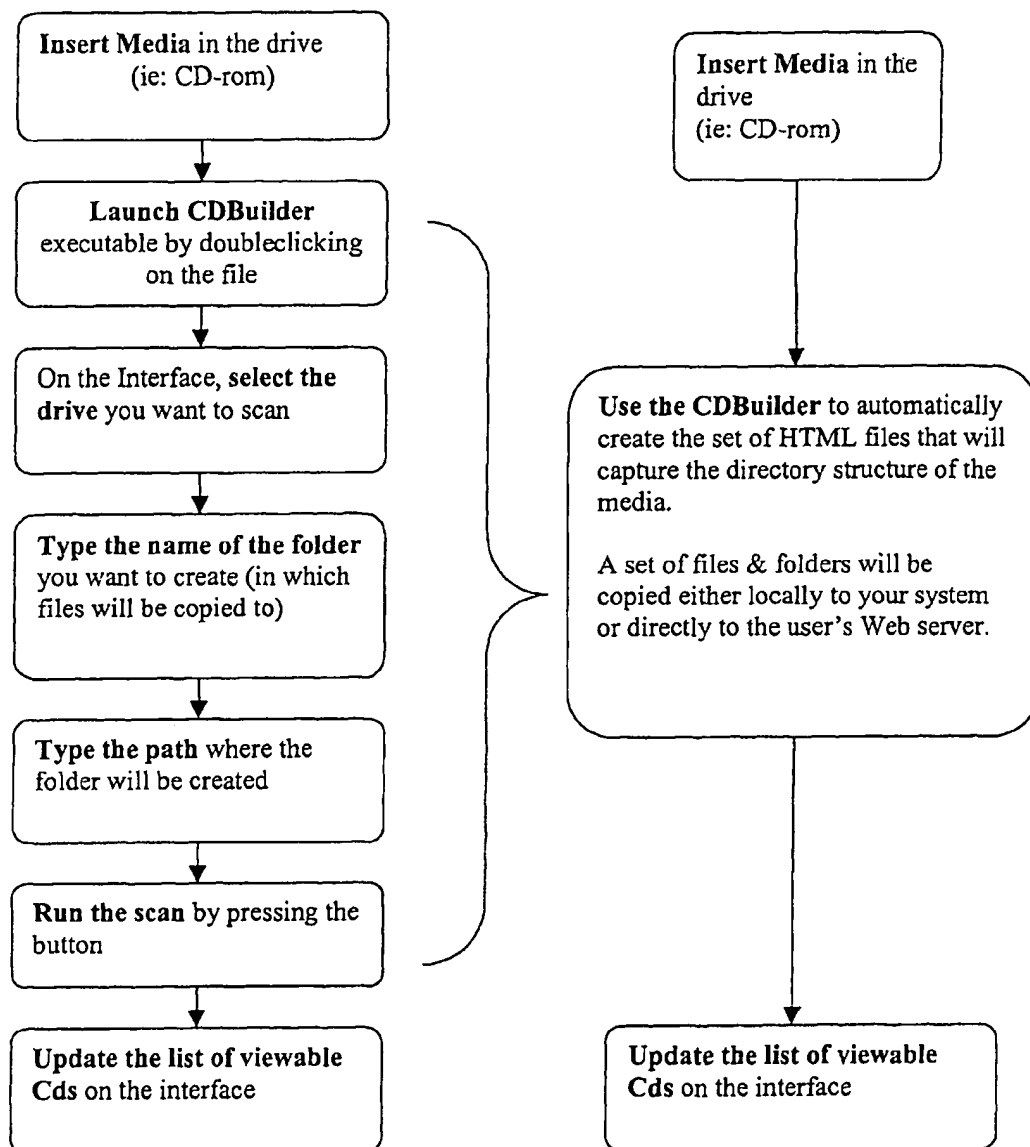 Insert Media in the drive
(ie: CD-rom)
Launch CDBuilder
executable by doubleclicking
on the file
On the Interface, select the
drive you want to scan
Type the name of the folder
you want to create (in which
files will be copied to)
Type the path where the
folder will be created
Run the scan by pressing the
button
Update the list of viewable
Cds on the interface
Insert Media in the
drive
(ie: CD-rom)
Use the CDBuilder to automatically
create the set of HTML files that will
capture the directory structure of the
media.
A set of files & folders will be
copied either locally to your system
or directly to the user's Web server.
Update the list of viewable
Cds on the interface